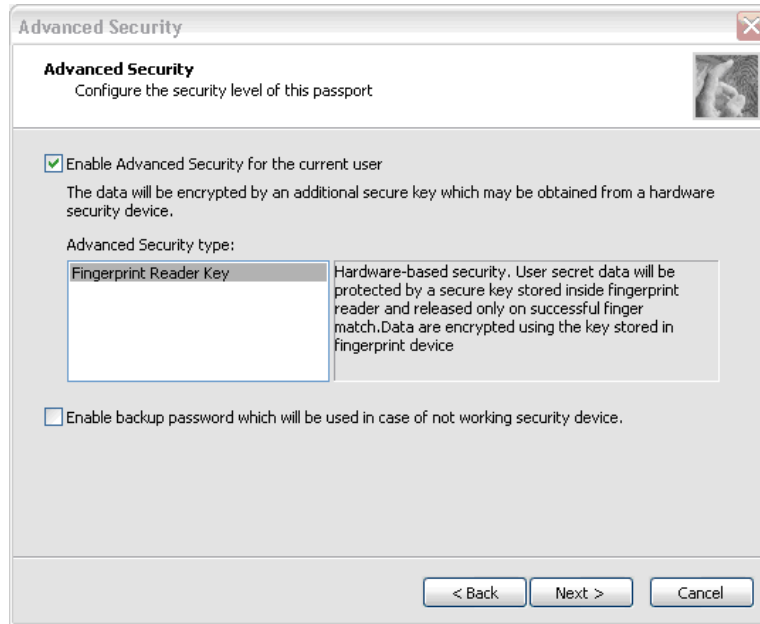 Advanced Security
Advanced Security
Configure the security level of this passport
Enable Advanced Security for the current user
The data will be encrypted by an additional secure key which may be obtained from a hardware
security device.
Advanced Security type:
Fingerprint Reader Key
Hardware-based security. User secret data will be
protected by a secure key stored inside fingerprint
reader and released only on successful finger
match.Data are encrypted using the key stored in
fingerprint device
Enable backup password which will be used in case of not working security device.
< Back Next > Cancel